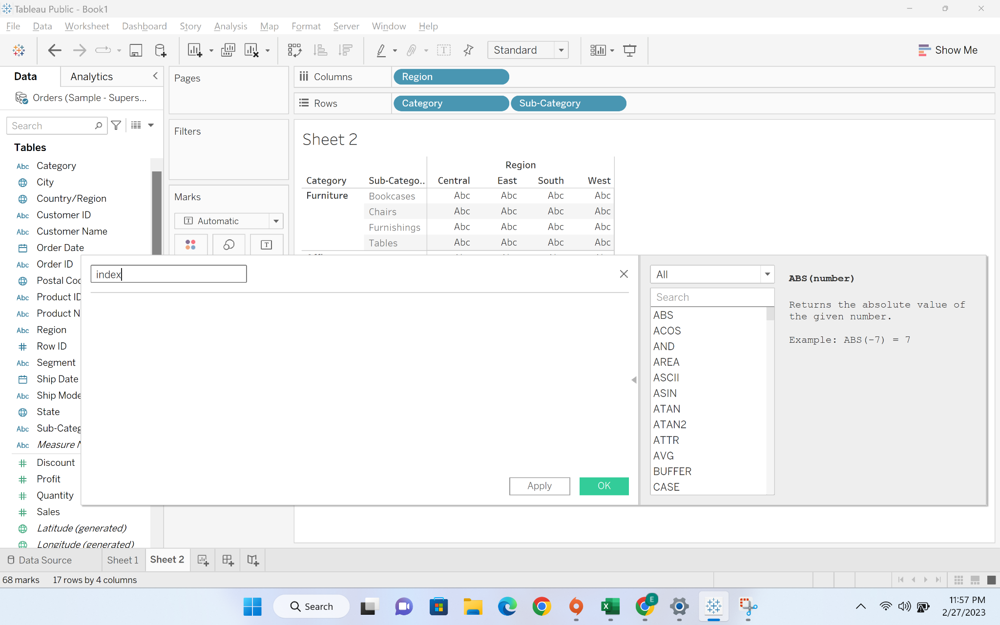 Tableau Public - Book1
File Data Worksheet Dashboard Story Analysis Map Format Server Window Help
Standard
Show Me
Data
Analytics
Orders (Sample - Supers...
Search
Tables
Abc Category
City
Country/Region
Abc Customer ID
Abc Customer Name
Order Date
Abc Order ID
Postal Coc
Abc Product ID
Abc Product N
Abc Region
Row ID
Abc Segment
Ship Date
Abc Ship Mode
State
Abc Sub-Categ
Abc Measure N
Discount
Profit
Quantity
Sales
Latitude (generated)
Longitude (generated)
Pages
Filters
Marks
Automatic
Columns
Region
Rows
Category
Sub-Category
Sheet 2
Region
Category Sub-Catego.. Central East South West
Furniture Bookcases Abc Abc Abc Abc
Chairs Abc Abc Abc Abc
Furnishings Abc Abc Abc Abc
Tables Abc Abc Abc Abc
index
Apply
OK
All
Search
ABS
ACOS
AND
AREA
ASCII
ASIN
ATAN
ATAN2
ATTR
AVG
BUFFER
CASE
ABS(number)
Returns the absolute value of
the given number.
Example: ABS(-7) = 7
Data Source
Sheet 1
Sheet 2
68 marks 17 rows by 4 columns
Search
E
11:57 PM
2/27/2023